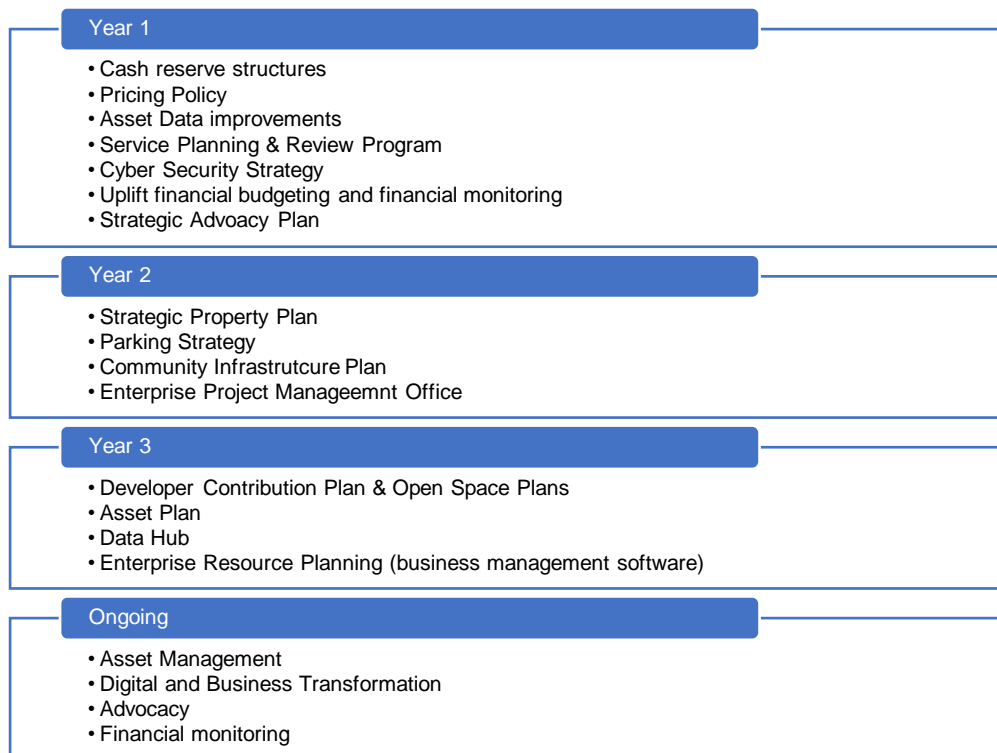 Year 1
• Cash reserve structures
• Pricing Policy
• Asset Data improvements
• Service Planning & Review Program
• Cyber Security Strategy
• Uplift financial budgeting and financial monitoring
• Strategic Advoacy Plan
Year 2
• Strategic Property Plan
• Parking Strategy
• Community Infrastrutcure Plan
• Enterprise Project Manageemnt Office
Year 3
• Developer Contribution Plan & Open Space Plans
• Asset Plan
• Data Hub
• Enterprise Resource Planning (business management software)
Ongoing
• Asset Management
• Digital and Business Transformation
• Advocacy
• Financial monitoring